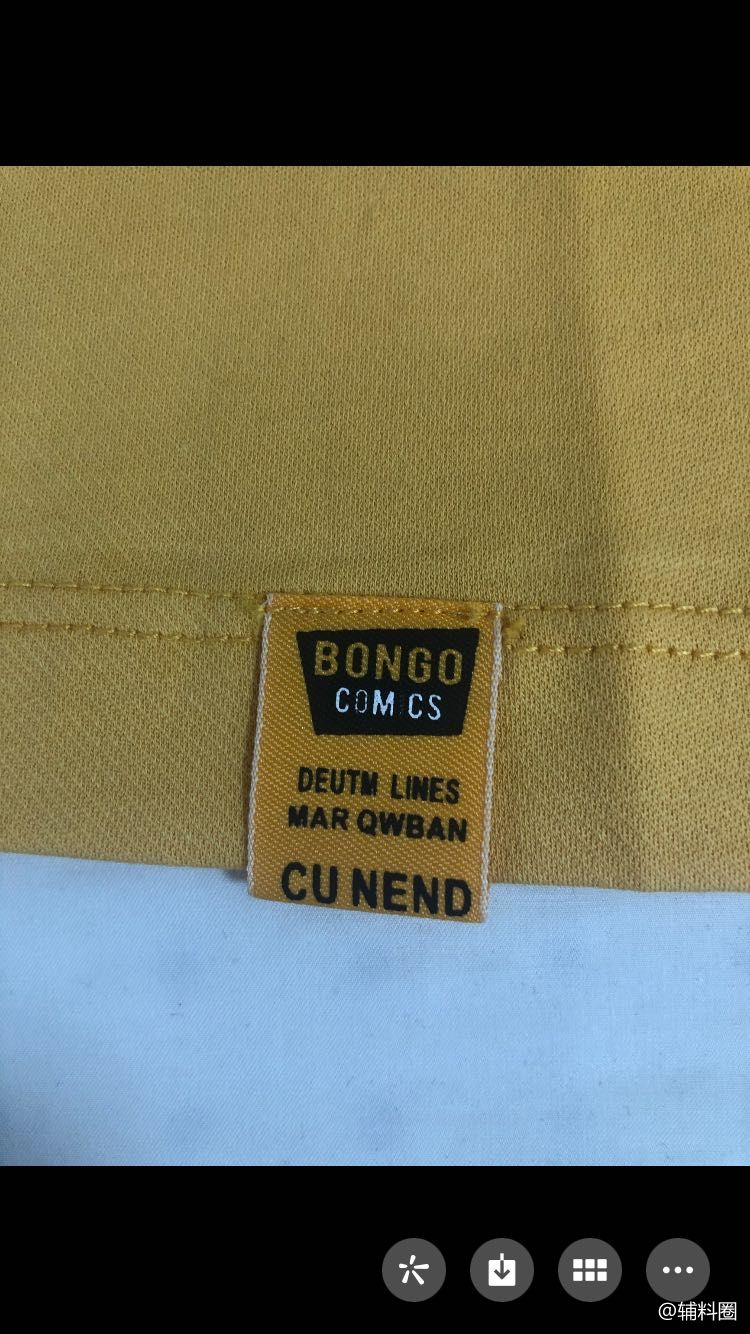 BONGO
COMICS
DEUTM LINES
MAR QWBAN
CU NEND
@辅料圈